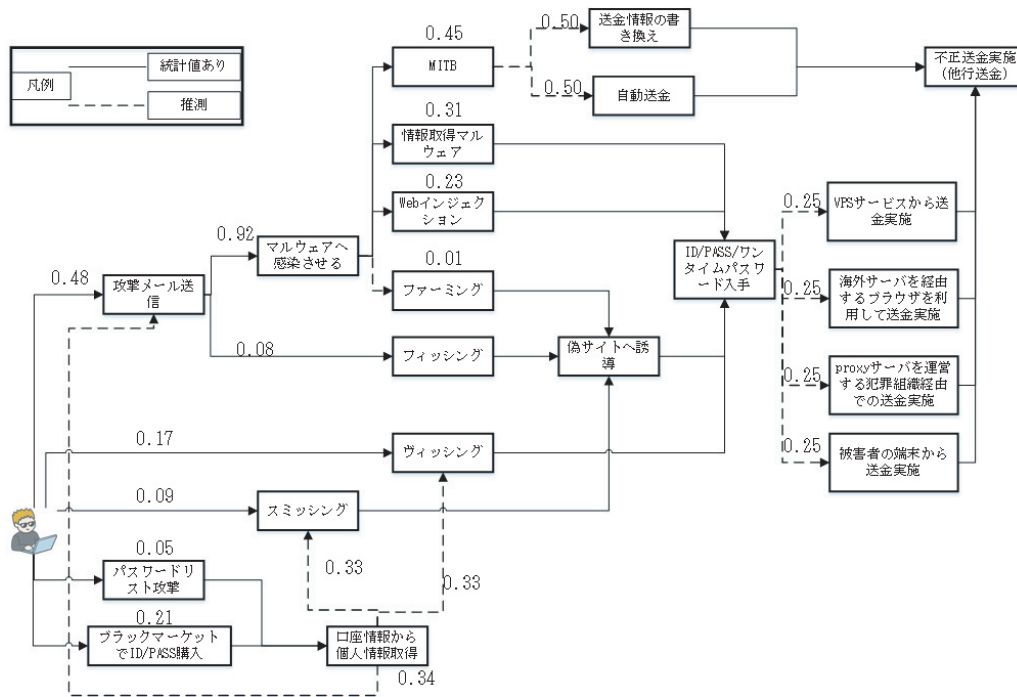 凡例
統計値あり
推測
0.45
MITB
0.50
送金情報の書
き換え
0.50
自動送金
不正送金実施
(他行送金)
0.31
情報取得マル
ウェア
0.23
Webインジェク
ション
0.92
マルウェアへ
感染させる
0.01
ファーミング
0.48
攻撃メール送
信
0.08
フィッシング
偽サイトへ誘
導
ID/PASS/ワン
タイムパスワ
ード入手
0.25
VPSサービスから送
金実施
0.25
海外サーバを経由
するブラウザを利
用して送金実施
0.25
proxyサーバを運営
する犯罪組織経由
での送金実施
0.25
被害者の端末から
送金実施
0.17
ヴィッシング
0.09
スミッシング
0.05
パスワードリ
スト攻撃
0.33
0.33
0.21
ブラックマーケット
でID/PASS購入
口座情報から
個人情報取得
0.34